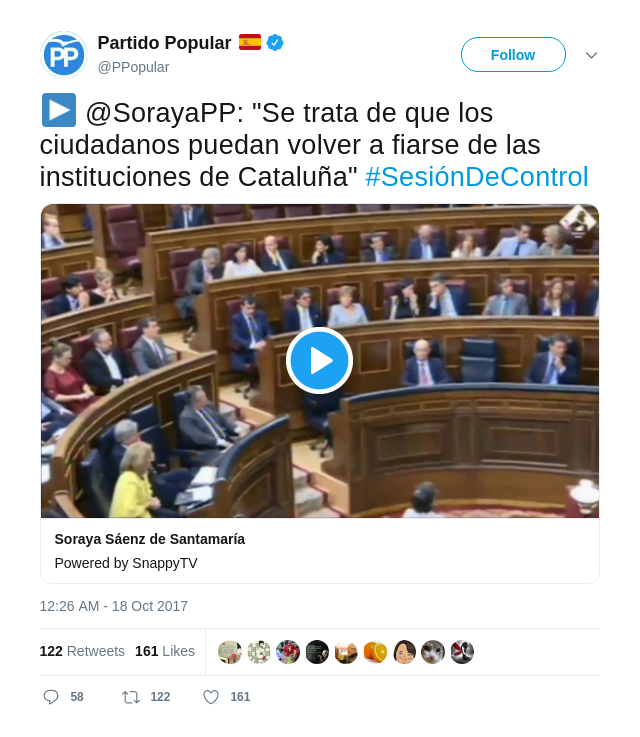 PP
Partido Popular
@PPopular
Follow
@SorayaPP: "Se trata de que los
ciudadanos puedan volver a fiarse de las
instituciones de Cataluña" #SesiónDeControl
Soraya Sáenz de Santamaría
Powered by SnappyTV
12:26 AM - 18 Oct 2017
122 Retweets 161 Likes
58 122 161